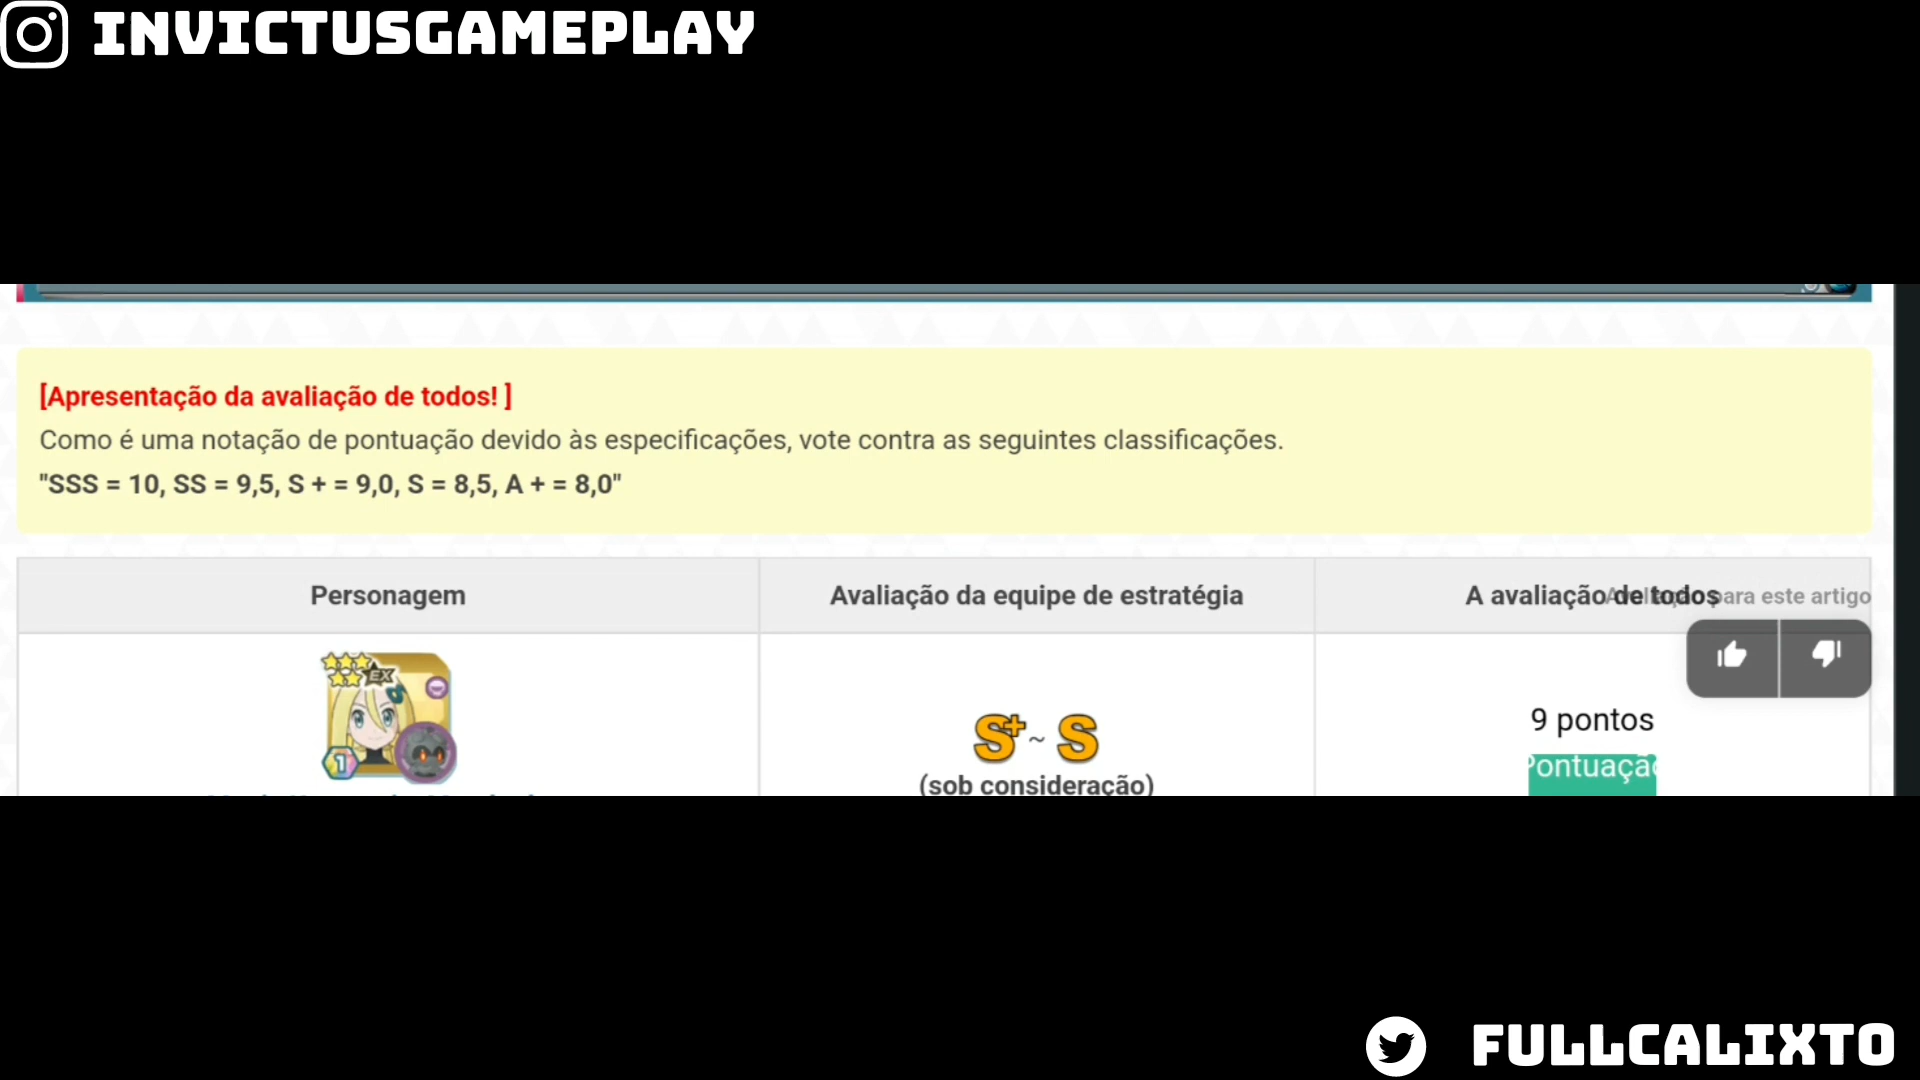 INVICTUSGAMEPLAY
[Apresentação da avaliação de todos! ]
Como é uma notação de pontuação devido às especificações, vote contra as seguintes classificações.
"SSS = 10, SS = 9,5, S + = 9,0, S = 8,5, A + = 8,0"
Personagem
Avaliação da equipe de estratégia
A avaliação de todos
para este artigo
EX
1
S+ ~ S
9 pontos
(sob consideração)
Pontuação
FULLCALIXTO